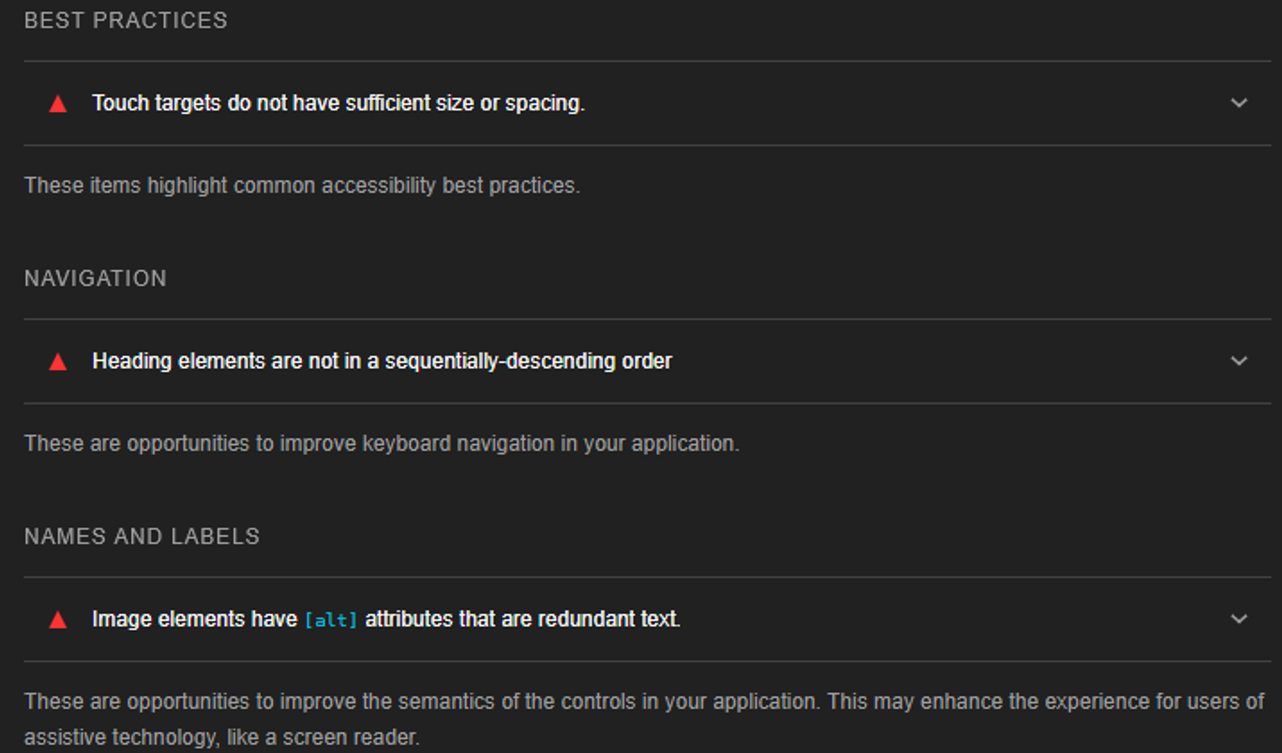 BEST PRACTICES
Touch targets do not have sufficient size or spacing.
These items highlight common accessibility best practices.
NAVIGATION
Heading elements are not in a sequentially-descending order
These are opportunities to improve keyboard navigation in your application.
NAMES AND LABELS
Image elements have [alt] attributes that are redundant text.
These are opportunities to improve the semantics of the controls in your application. This may enhance the experience for users of
assistive technology, like a screen reader.